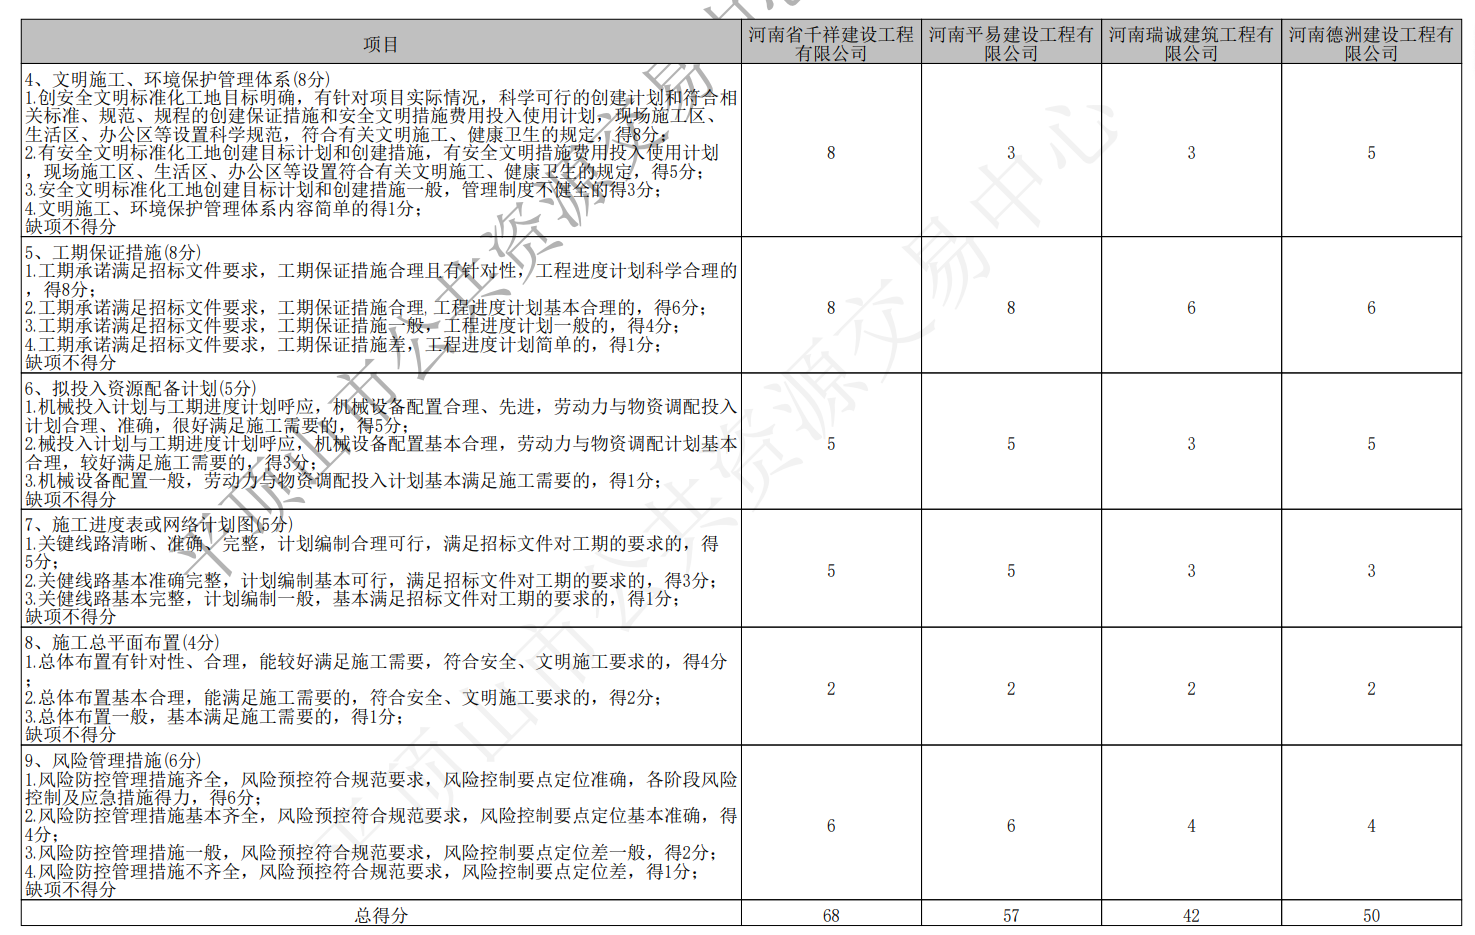 项目
河南省千祥建设工程
有限公司
河南平易建设工程有
限公司
河南瑞诚建筑工程有
限公司
河南德洲建设工程有
限公司
4、文明施工、环境保护管理体系(8分)
1.创安全文明标准化工地目标明确，有针对项目实际情况，科学可行的创建计划和符合相
关标准、规范、规程的创建保证措施和安全文明措施费用投入使用计划，现场施工区、
生活区、办公区等设置科学规范，符合有关文明施工、健康卫生的规定，得8分；
2.有安全文明标准化工地创建目标计划和创建措施，有安全文明措施费用投入使用计划
，现场施工区、生活区、办公区等设置符合有关文明施工、健康卫生的规定，得5分；
3.安全文明标准化工地创建目标计划和创建措施一般，管理制度不健全的得3分；
4.文明施工、环境保护管理体系内容简单的得1分；
缺项不得分
8 3 3 5
5、工期保证措施(8分)
1.工期承诺满足招标文件要求，工期保证措施合理且有针对性，工程进度计划科学合理的
，得8分；
2.工期承诺满足招标文件要求，工期保证措施合理,工程进度计划基本合理的，得6分；
3.工期承诺满足招标文件要求，工期保证措施一般，工程进度计划一般的，得4分；
4.工期承诺满足招标文件要求，工期保证措施差，工程进度计划简单的，得1分；
缺项不得分
8 8 6 6
6、拟投入资源配备计划(5分)
1.机械投入计划与工期进度计划呼应，机械设备配置合理、先进，劳动力与物资调配投入
计划合理、准确，很好满足施工需要的，得5分；
2.械投入计划与工期进度计划呼应，机械设备配置基本合理，劳动力与物资调配计划基本
合理，较好满足施工需要的，得3分；
3.机械设备配置一般，劳动力与物资调配投入计划基本满足施工需要的，得1分；
缺项不得分
5 5 3 5
7、施工进度表或网络计划图(5分)
1.关键线路清晰、准确、完整，计划编制合理可行，满足招标文件对工期的要求的，得
5分；
2.关健线路基本准确完整，计划编制基本可行，满足招标文件对工期的要求的，得3分；
3.关健线路基本完整，计划编制一般，基本满足招标文件对工期的要求的，得1分；
缺项不得分
5 5 3 3
8、施工总平面布置(4分)
1.总体布置有针对性、合理，能较好满足施工需要，符合安全、文明施工要求的，得4分
；
2.总体布置基本合理，能满足施工需要的，符合安全、文明施工要求的，得2分；
3.总体布置一般，基本满足施工需要的，得1分；
缺项不得分
2 2 2 2
9、风险管理措施(6分)
1.风险防控管理措施齐全，风险预控符合规范要求，风险控制要点定位准确，各阶段风险
控制及应急措施得力，得6分；
2.风险防控管理措施基本齐全，风险预控符合规范要求，风险控制要点定位基本准确，得
4分；
3.风险防控管理措施一般，风险预控符合规范要求，风险控制要点定位差一般，得2分；
4.风险防控管理措施不齐全，风险预控符合规范要求，风险控制要点定位差，得1分；
缺项不得分
6 6 4 4
总得分 68 57 42 50
平顶山市公共资源交易中心
平顶山市公共资源交易中心